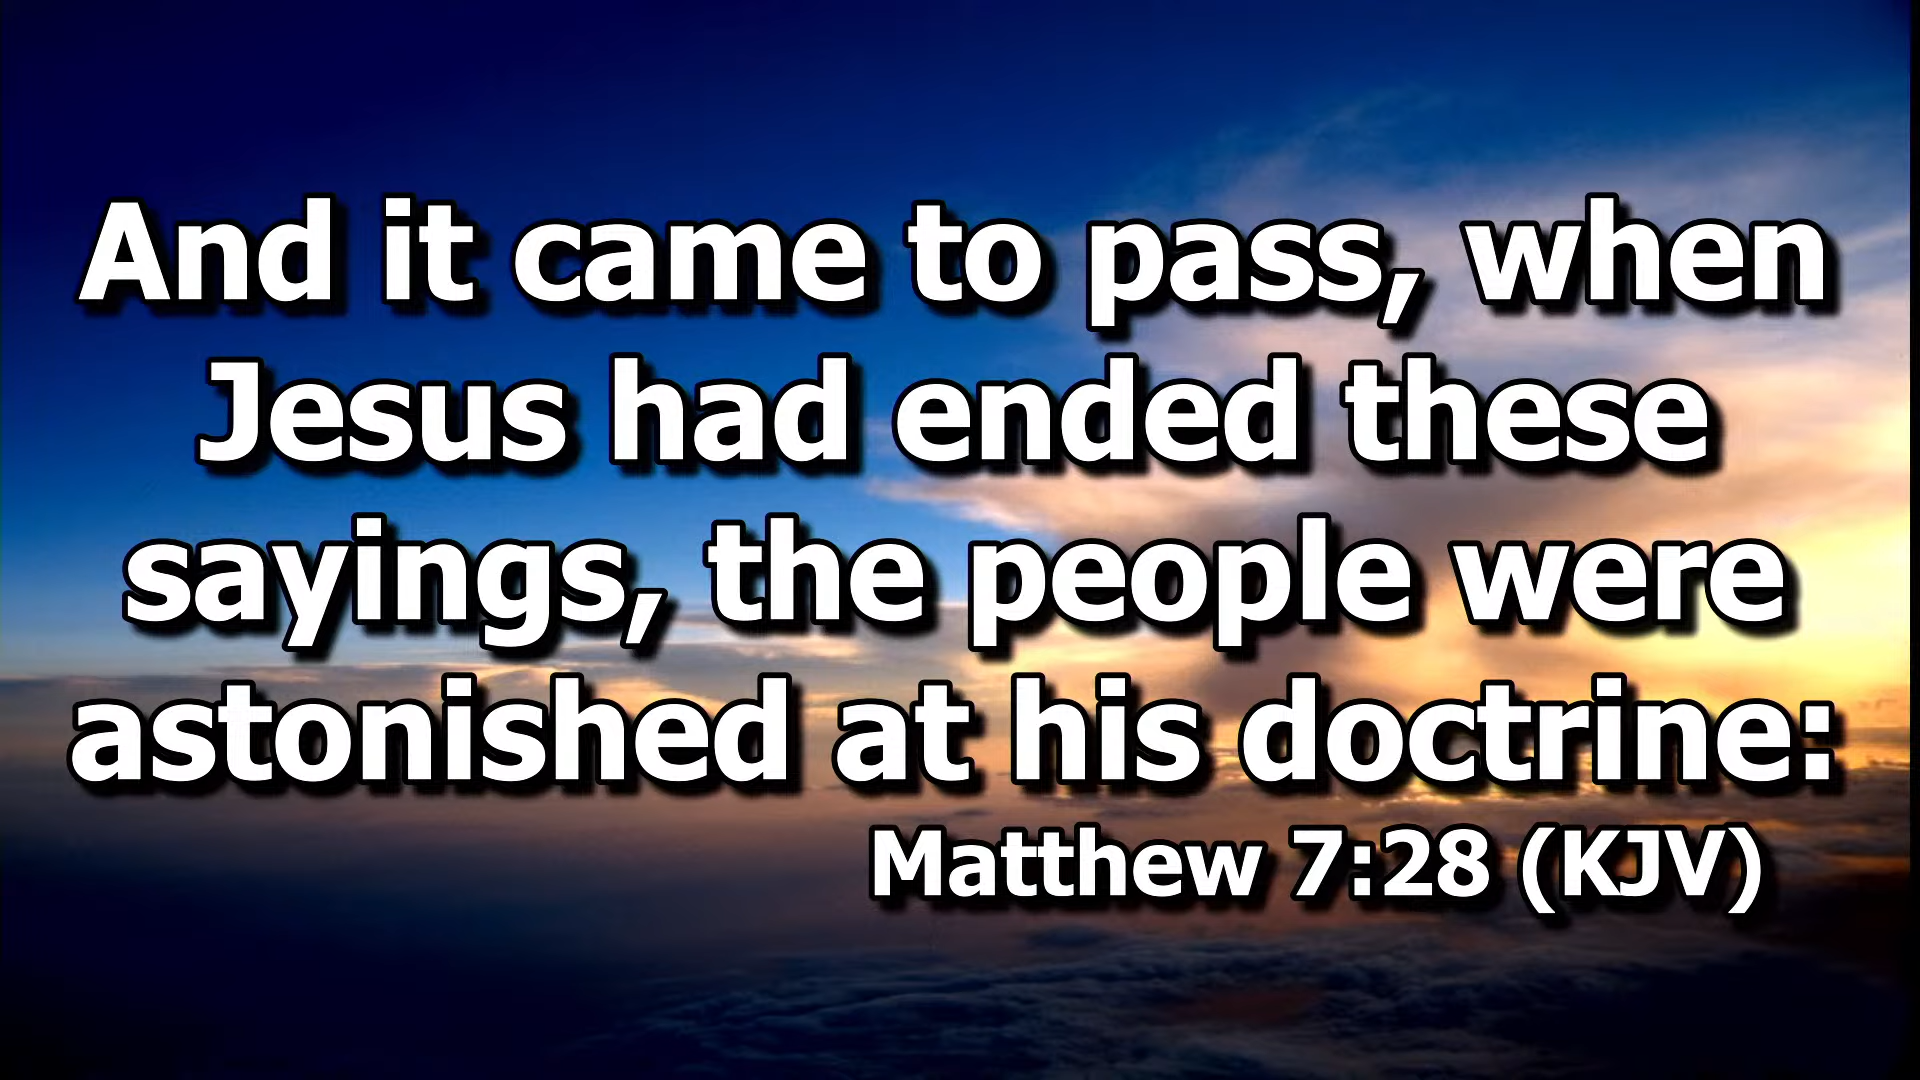 And it came to pass, when
Jesus had ended these
sayings, the people were
astonished at his doctrine:
Matthew 7:28 (KJV)